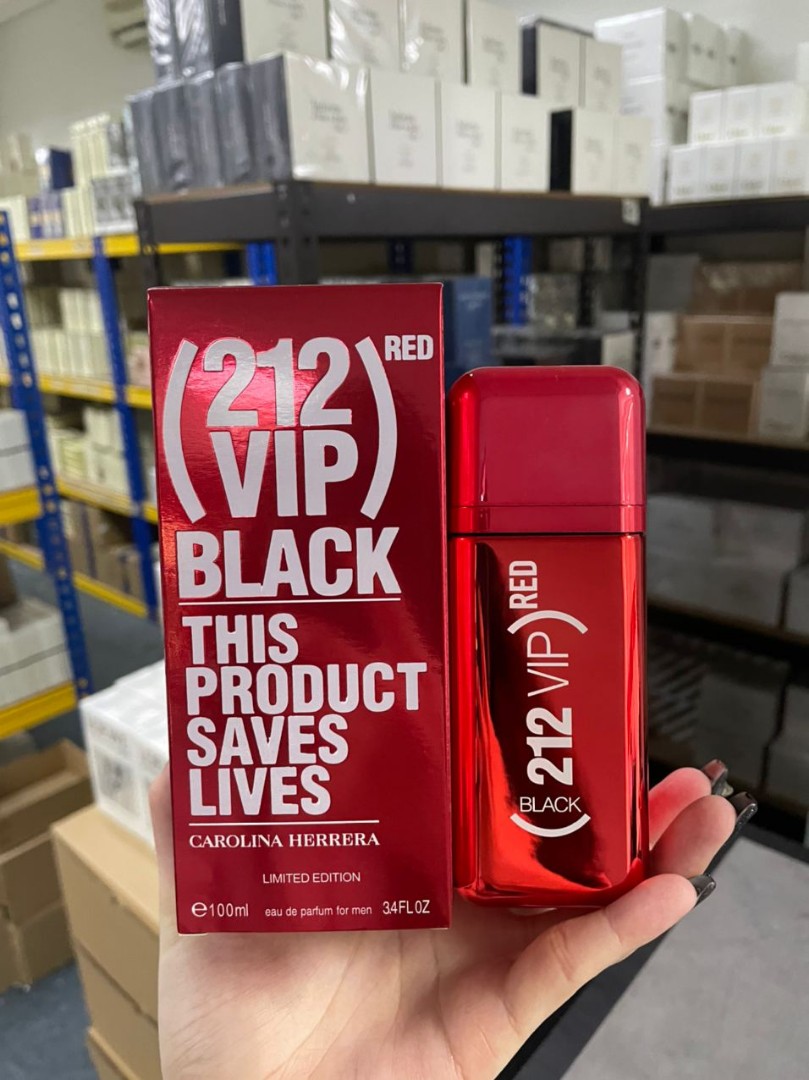 (212 RED
VIP)
BLACK
THIS
PRODUCT
SAVES
LIVES
CAROLINA HERRERA
LIMITED EDITION
e100ml eau de parfum for men 3.4FL OZ
(212 VIP) RED
BLACK